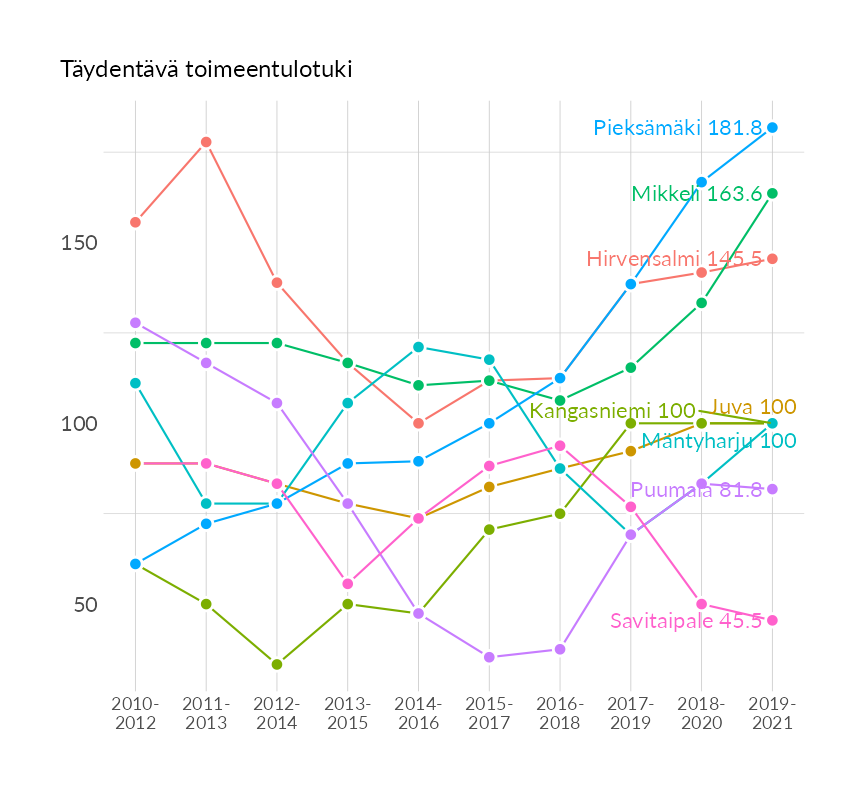 Täydentävä toimeentulotuki
Pieksämäki 181.8
Mikkeli 163.6
150
Hirvensalmi 145.5
Juva 100
Kangasniemi 100
100
Mäntyharju 100
Puumala 81.8
50
Savitaipale 45.5
2010- 2011- 2012- 2013- 2014- 2015- 2016- 2017- 2018- 2019-
2012 2013 2014 2015 2016 2017 2018 2019 2020 2021